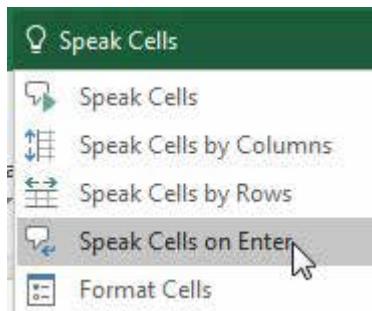 Speak Cells
Speak Cells
Speak Cells by Columns
Speak Cells by Rows
Speak Cells on Enter
Format Cells